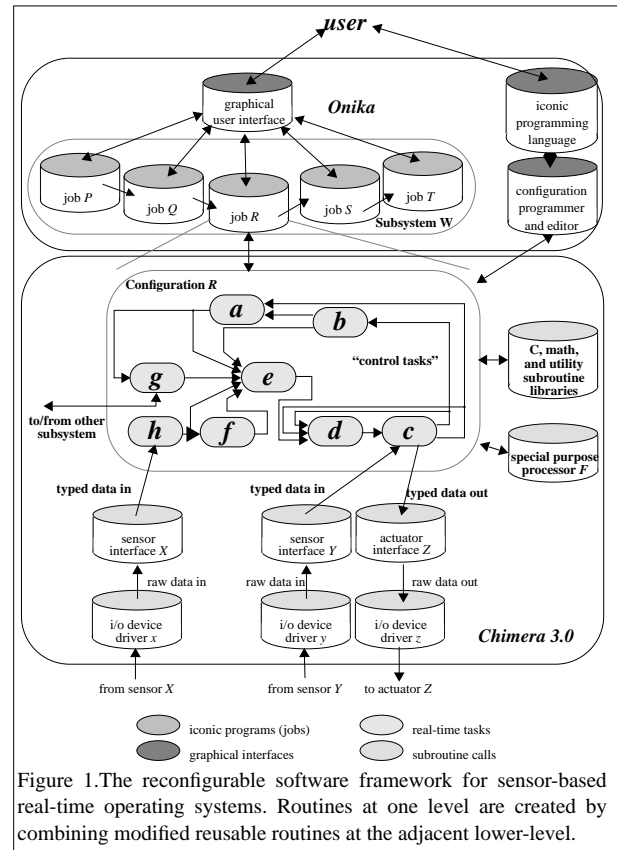 user
Onika
graphical
user interface
iconic
programming
language
job P
job Q
job R
job S
job T
Subsystem W
configuration
programmer
and editor
Configuration R
a
b
"control tasks"
g
e
C, math,
and utility
subroutine
libraries
to/from other
subsystem
h
f
d
c
special purpose
processor F
typed data in
typed data in
typed data out
sensor
interface X
sensor
interface Y
actuator
interface Z
raw data in
raw data in
raw data out
i/o device
driver x
i/o device
driver y
i/o device
driver z
Chimera 3.0
from sensor X
from sensor Y
to actuator Z
iconic programs (jobs)
real-time tasks
graphical interfaces
subroutine calls
Figure 1.The reconfigurable software framework for sensor-based
real-time operating systems. Routines at one level are created by
combining modified reusable routines at the adjacent lower-level.